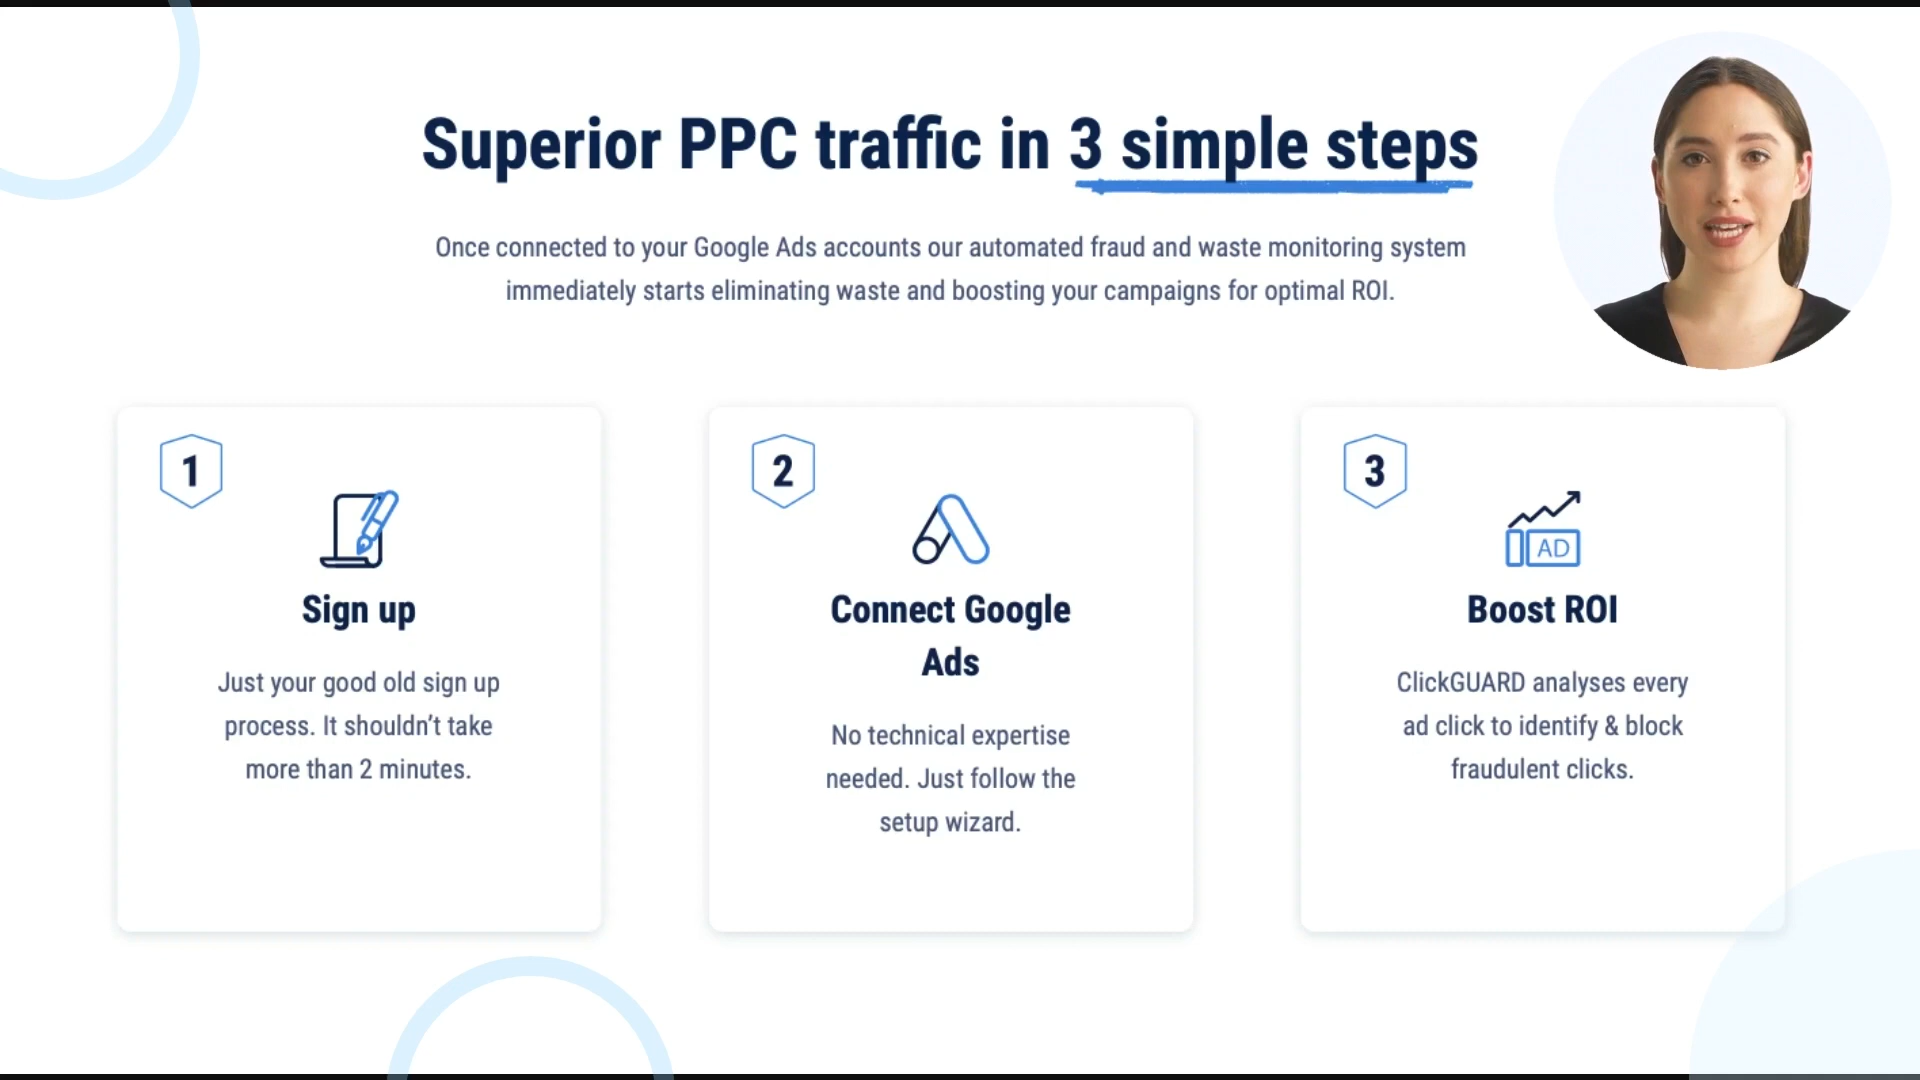 Superior PPC traffic in 3 simple steps
Once connected to your Google Ads accounts our automated fraud and waste monitoring system
immediately starts eliminating waste and boosting your campaigns for optimal ROI.
1
Sign up
Just your good old sign up
process. It shouldn’t take
more than 2 minutes.
2
Connect Google
Ads
No technical expertise
needed. Just follow the
setup wizard.
3
AD
Boost ROI
ClickGUARD analyses every
ad click to identify & block
fraudulent clicks.